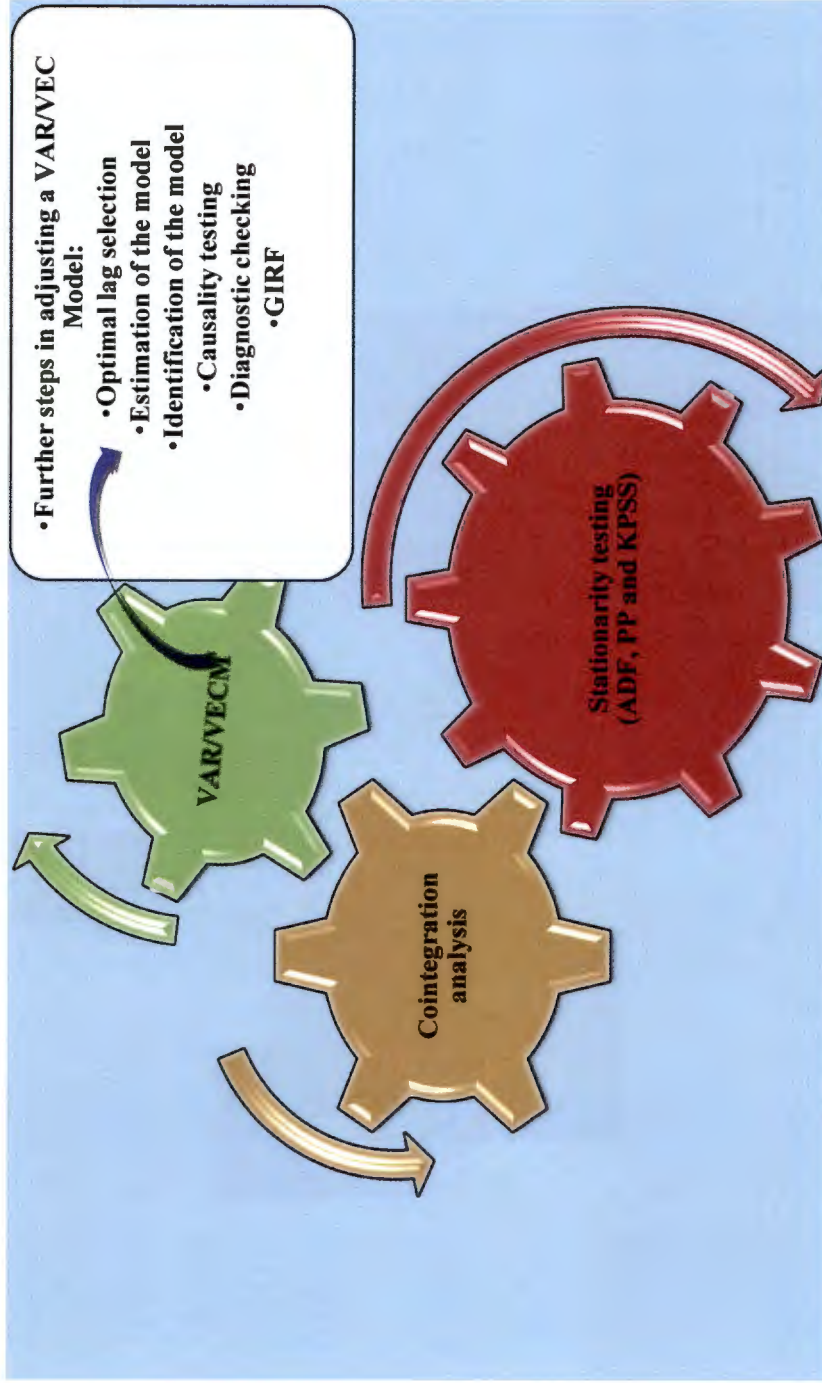 •Further steps in adjusting a VAR/VEC
Model:
•Optimal lag selection
•Estimation of the model
•Identification of the model
•Causality testing
•Diagnostic checking
•GIRF
VAR/VECM
Cointegration
analysis
Stationarity testing
(ADF, PP and KPSS)